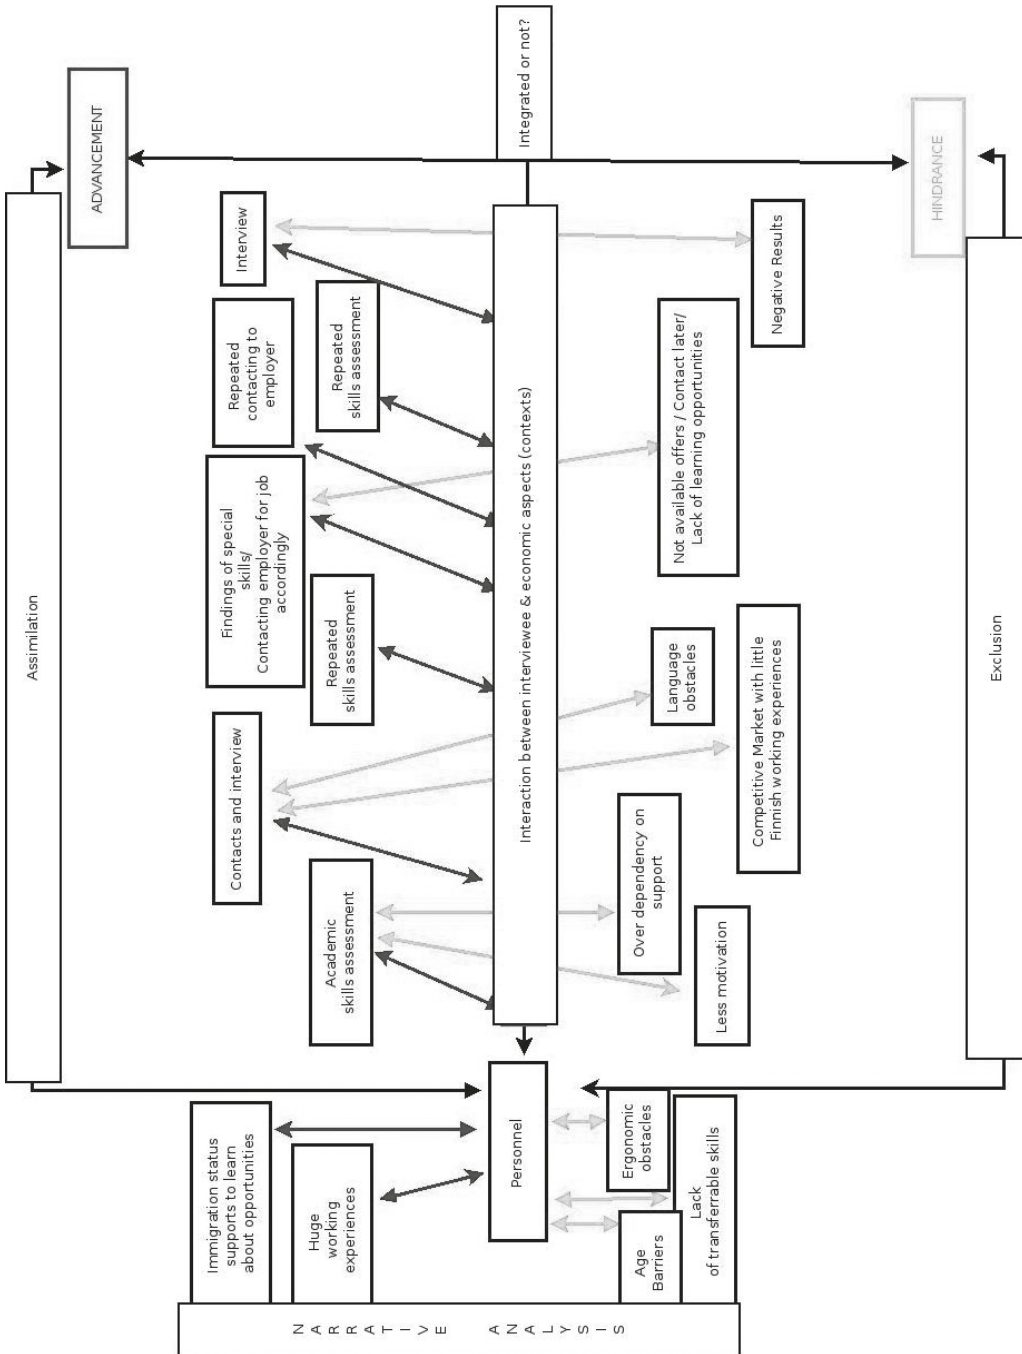 Assimilation
ADVANCEMENT
Immigration status
supports to learn
about opportunities
Huge
working
experiences
N A R R A T I V E
A N A L Y S I S
Contacts and interview
Academic
skills assessment
Findings of special
skills/
Contacting employer for job
accordingly
Repeated
skills assessment
Repeated
contacting to
employer
Repeated
skills assessment
Interview
Personnel
Interaction between interviewee & economic aspects (contexts)
Integrated or not?
Ergonomic
obstacles
Age
Barriers
Lack
of transferrable skills
Over dependency on
support
Less motivation
Language
obstacles
Competitive Market with little
Finnish working experiences
Not available offers / Contact later/
Lack of learning opportunities
Negative Results
HINDRANCE
Exclusion